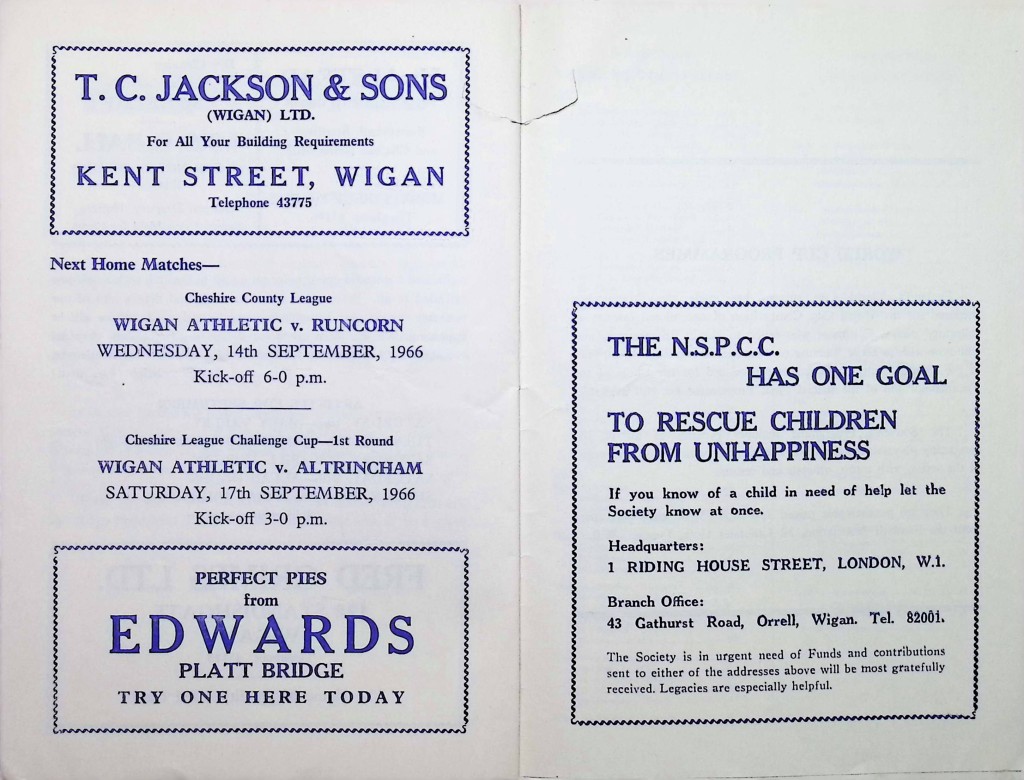 T. C. JACKSON & SONS
(WIGAN) LTD.
For All Your Building Requirements
KENT STREET, WIGAN
Telephone 43775
Next Home Matches—
Cheshire County League
WIGAN ATHLETIC v. RUNCORN
WEDNESDAY, 14th SEPTEMBER, 1966
Kick-off 6-0 p.m.
Cheshire League Challenge Cup—1st Round
WIGAN ATHLETIC v. ALTRINCHAM
SATURDAY, 17th SEPTEMBER, 1966
Kick-off 3-0 p.m.
PERFECT PIES
from
EDWARDS
PLATT BRIDGE
TRY ONE HERE TODAY
THE N.S.P.C.C.
HAS ONE GOAL
TO RESCUE CHILDREN
FROM UNHAPPINESS
If you know of a child in need of help let the
Society know at once.
Headquarters:
1 RIDING HOUSE STREET, LONDON, W.1.
Branch Office:
43 Gathurst Road, Orrell, Wigan. Tel. 82001.
The Society is in urgent need of Funds and contributions
sent to either of the addresses above will be most gratefully
received. Legacies are especially helpful.